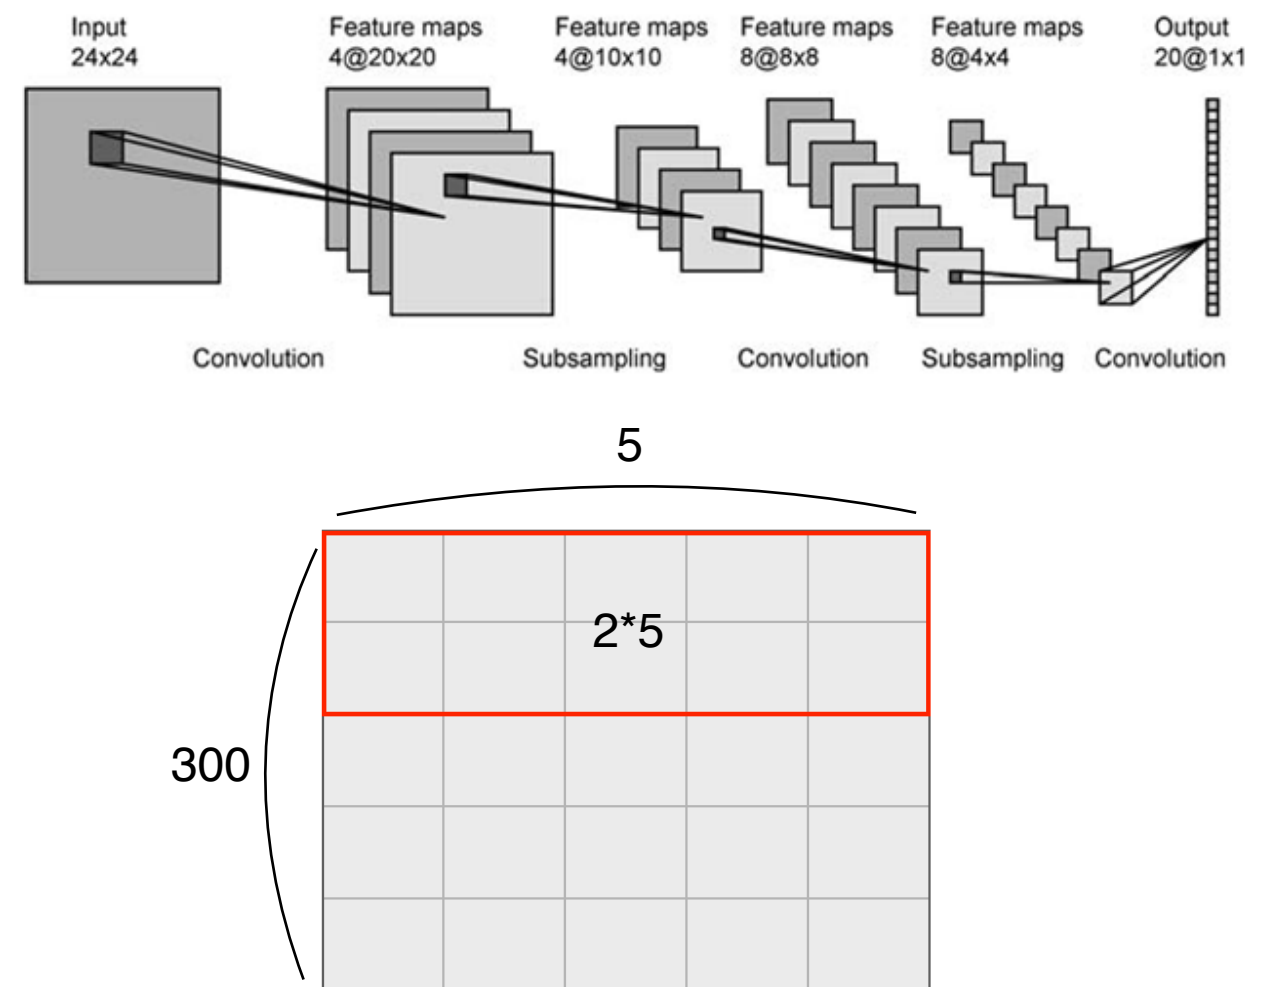 Input
24x24
Feature maps
4@20x20
Feature maps
4@10x10
Feature maps
8@8x8
Feature maps
8@4x4
Output
20@1x1
Convolution
Subsampling
Convolution
Subsampling
Convolution
5
2*5
300